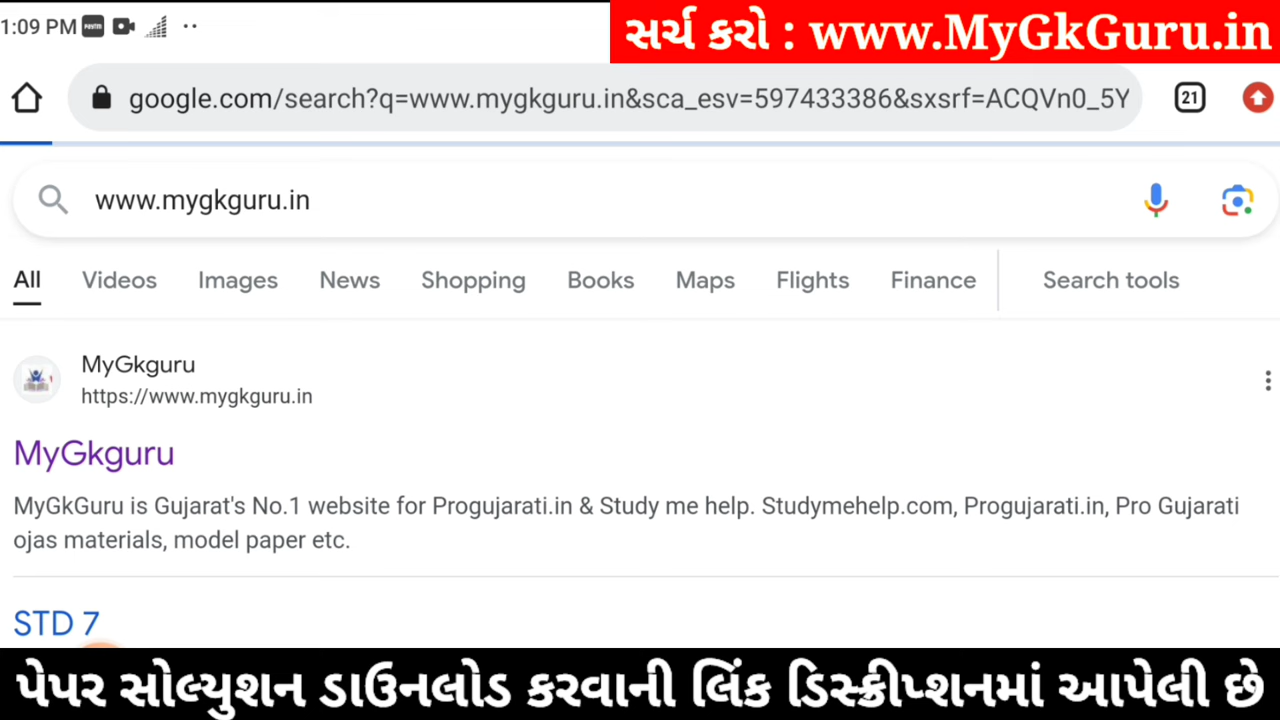 1:09 PM
સર્ચ કરો : www.MyGkGuru.in
google.com/search?q=www.mygkguru.in&sca_esv=597433386&sxsrf=ACQVn0_5Y
21
www.mygkguru.in
All Videos Images News Shopping Books Maps Flights Finance Search tools
MyGkguru
https://www.mygkguru.in
MyGkguru
MyGkGuru is Gujarat's No.1 website for Progujarati.in & Study me help. Studymehelp.com, Progujarati.in, Pro Gujarati
ojas materials, model paper etc.
STD 7
પેપર સોલ્યુશન ડાઉનલોડ કરવાની લિંક ડિસ્ક્રીપ્શનમાં આપેલી છે